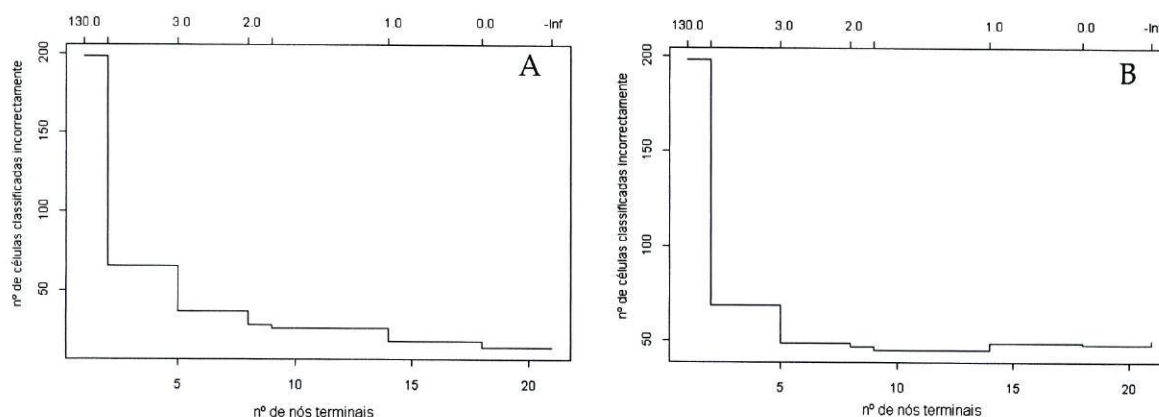 130.0 3.0 2.0 1.0 0.0 -Inf
A
200
150
100
50
nº de células classificadas incorrectamente
5 10 15 20
nº de nós terminais
130.0 3.0 2.0 1.0 0.0 -Inf
B
200
150
100
50
nº de células classificadas incorrectamente
5 10 15 20
nº de nós terminais